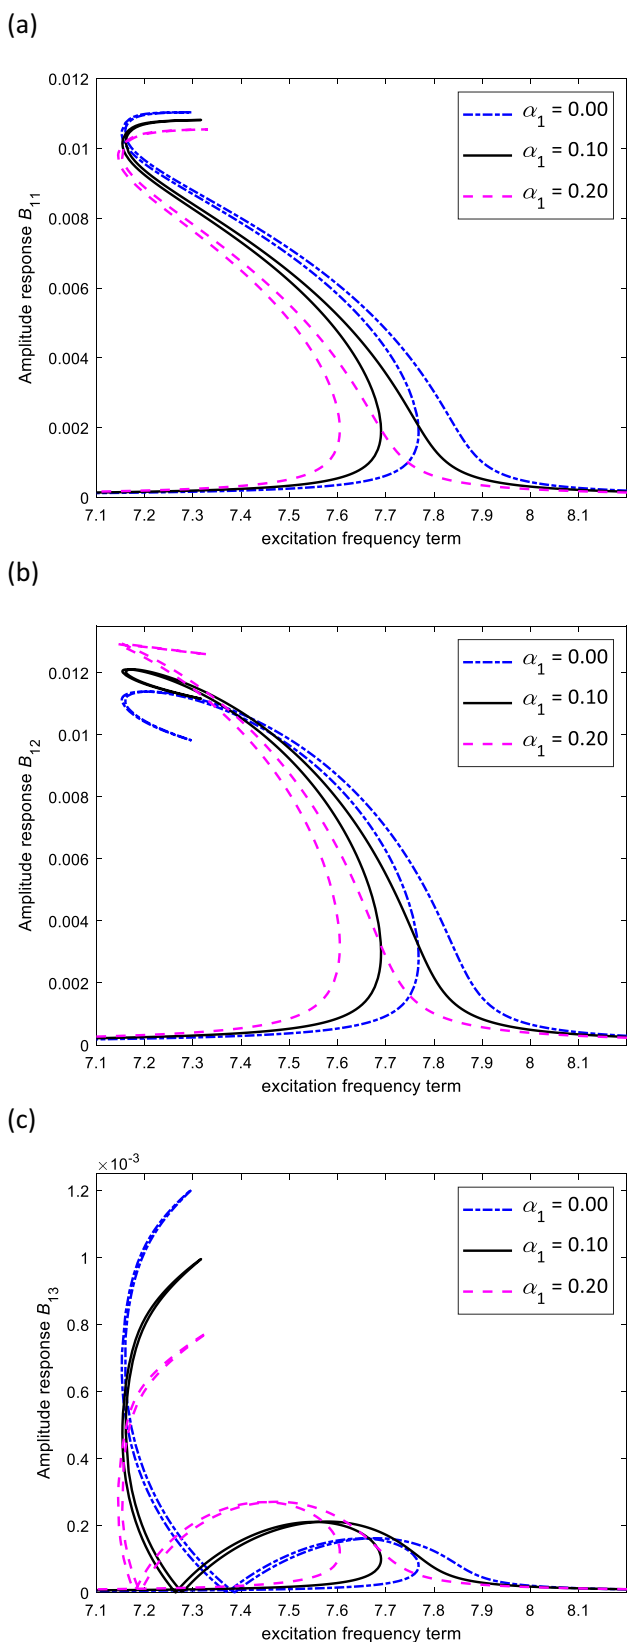 (a)
0.012
0.01
0.008
0.006
0.004
0.002
0
Amplitude response B₁₁
α₁ = 0.00
α₁ = 0.10
α₁ = 0.20
7.1 7.2 7.3 7.4 7.5 7.6 7.7 7.8 7.9 8 8.1
excitation frequency term
(b)
0.012
0.01
0.008
0.006
0.004
0.002
0
Amplitude response B₁₂
α₁ = 0.00
α₁ = 0.10
α₁ = 0.20
7.1 7.2 7.3 7.4 7.5 7.6 7.7 7.8 7.9 8 8.1
excitation frequency term
(c)
×10⁻³
1.2
1
0.8
0.6
0.4
0.2
0
Amplitude response B₁₃
α₁ = 0.00
α₁ = 0.10
α₁ = 0.20
7.1 7.2 7.3 7.4 7.5 7.6 7.7 7.8 7.9 8 8.1
excitation frequency term